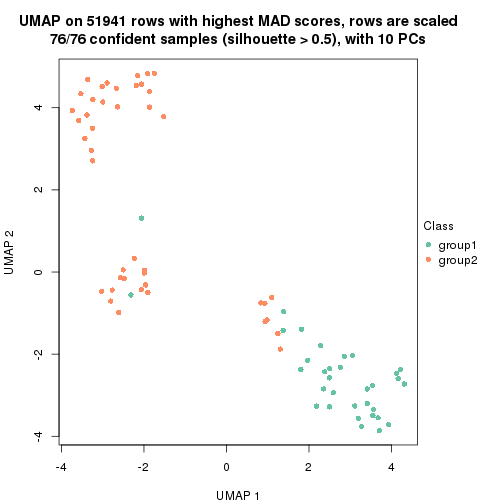 UMAP on 51941 rows with highest MAD scores, rows are scaled
76/76 confident samples (silhouette > 0.5), with 10 PCs
4
2
0
-2
-4
UMAP 2
-4
-2
0
2
4
UMAP 1
Class
group1
group2